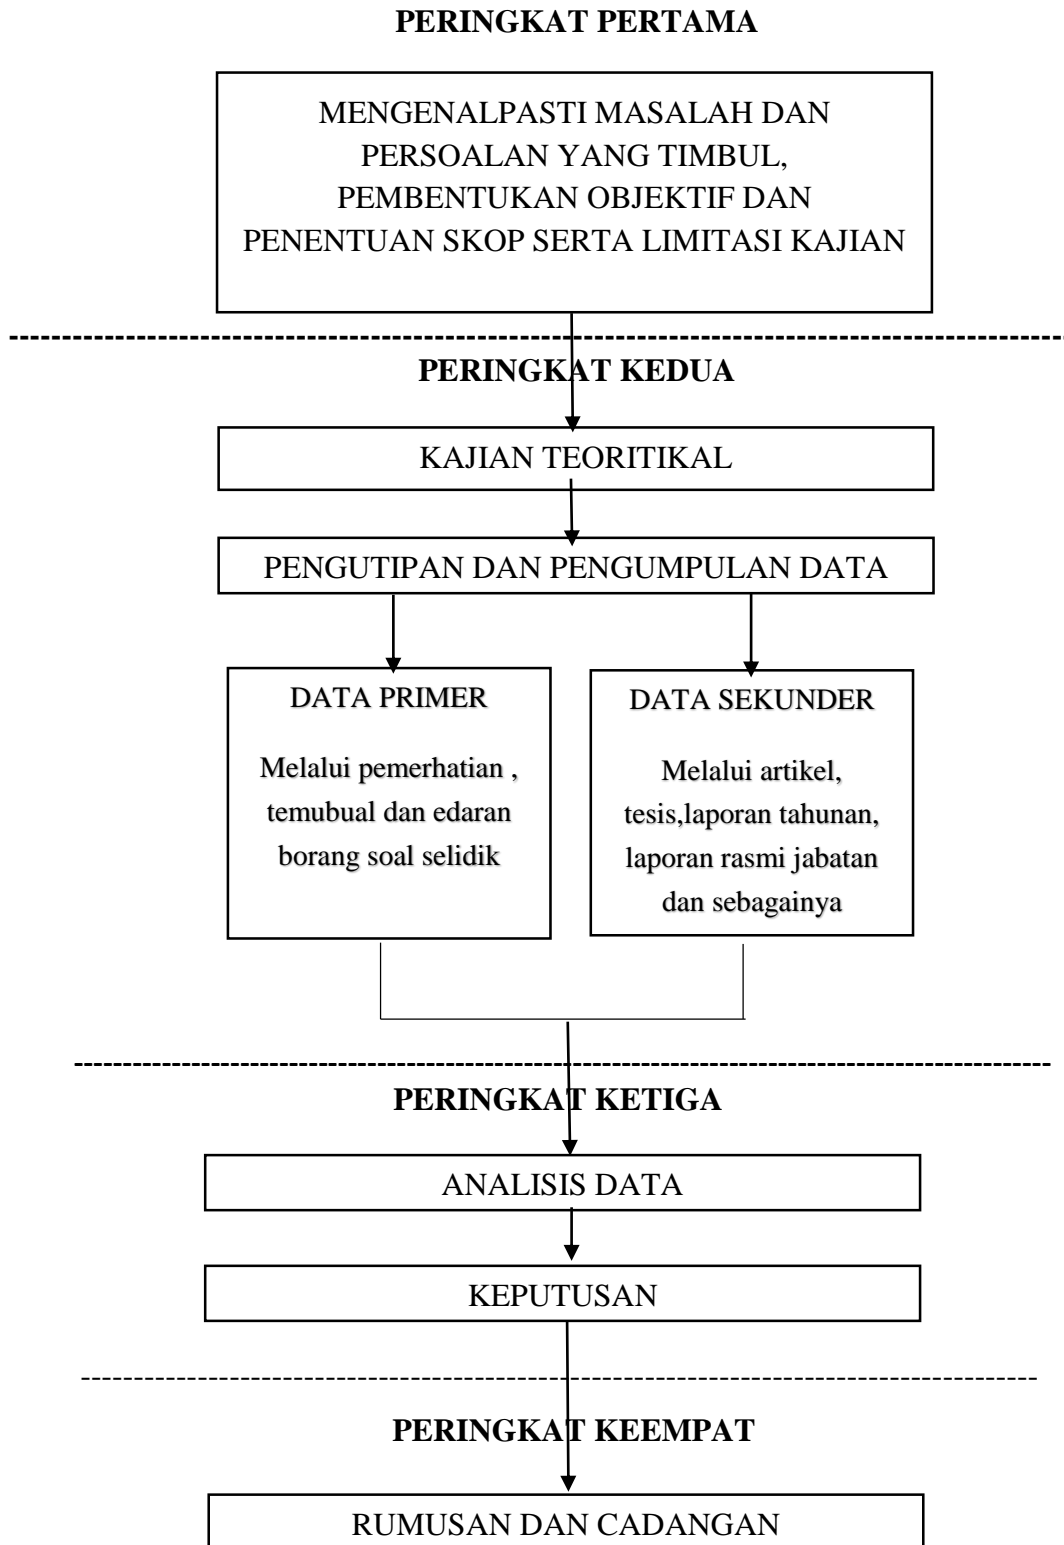 PERINGKAT PERTAMA
MENGENALPASTI MASALAH DAN
PERSOALAN YANG TIMBUL,
PEMBENTUKAN OBJEKTIF DAN
PENENTUAN SKOP SERTA LIMITASI KAJIAN
PERINGKAT KEDUA
KAJIAN TEORITIKAL
PENGUTIPAN DAN PENGUMPULAN DATA
DATA PRIMER
Melalui pemerhatian ,
temubual dan edaran
borang soal selidik
DATA SEKUNDER
Melalui artikel,
tesis,laporan tahunan,
laporan rasmi jabatan
dan sebagainya
PERINGKAT KETIGA
ANALISIS DATA
KEPUTUSAN
PERINGKAT KEEMPAT
RUMUSAN DAN CADANGAN